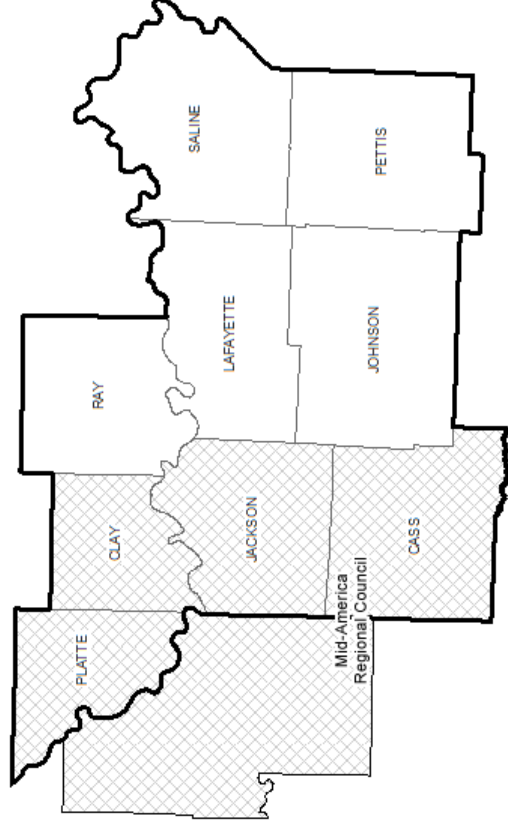 PLATTE
CLAY
RAY
SALINE
LAFAYETTE
JACKSON
PETTIS
JOHNSON
CASS
Mid-America
Regional Council